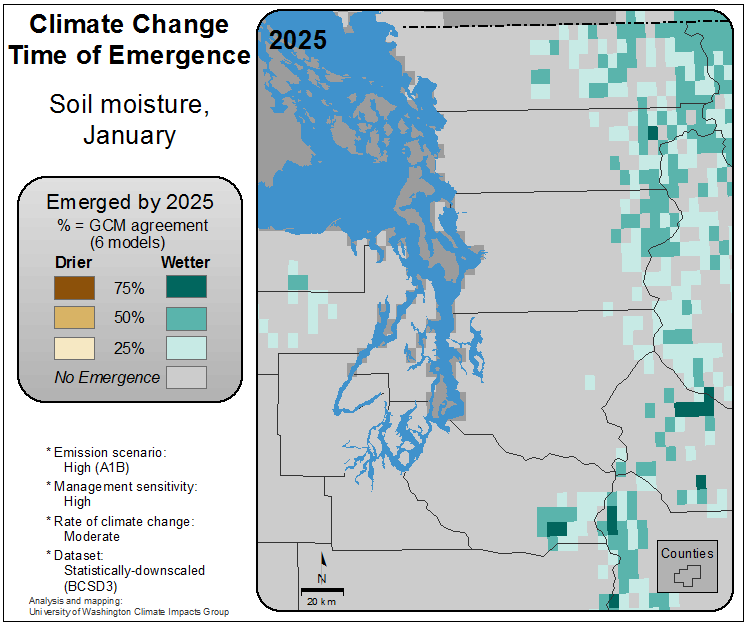 Climate Change
Time of Emergence
Soil moisture,
January
Emerged by 2025
% = GCM agreement
(6 models)
Drier Wetter
75%
50%
25%
No Emergence
* Emission scenario:
High (A1B)
* Management sensitivity:
High
* Rate of climate change:
Moderate
* Dataset:
Statistically-downscaled
(BCSD3)
Analysis and mapping:
University of Washington Climate Impacts Group
2025
N
20 km
Counties